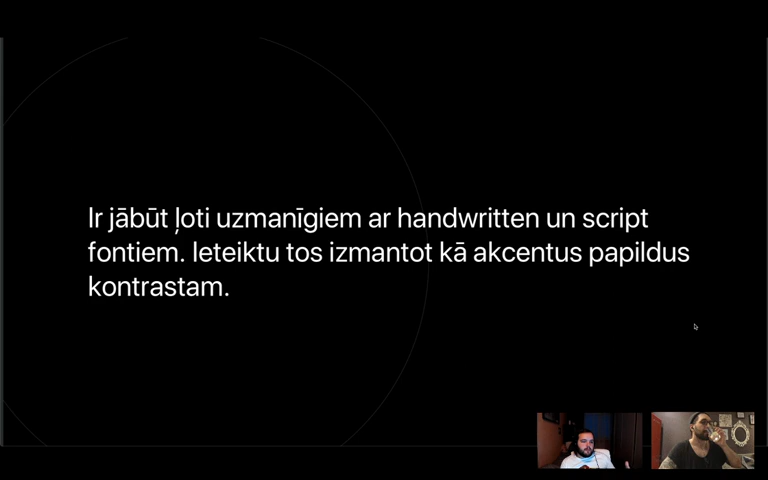 Ir jābūt ļoti uzmanīgiem ar handwritten un script
fontiem. Ieteiktu tos izmantot kā akcentus papildus
kontrastam.